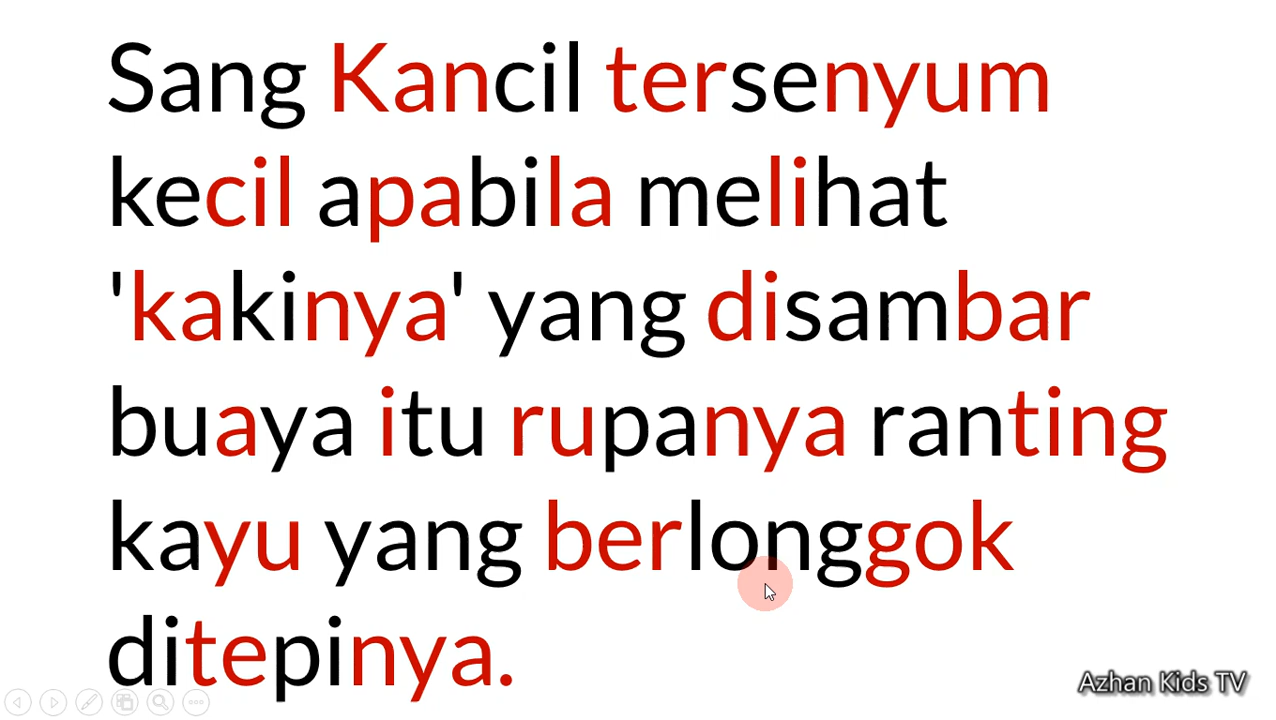 Sang Kancil tersenyum
kecil apabila melihat
'kakinya' yang disambar
buaya itu rupanya ranting
kayu yang berlonggok
ditepinya.
Azhan Kids TV